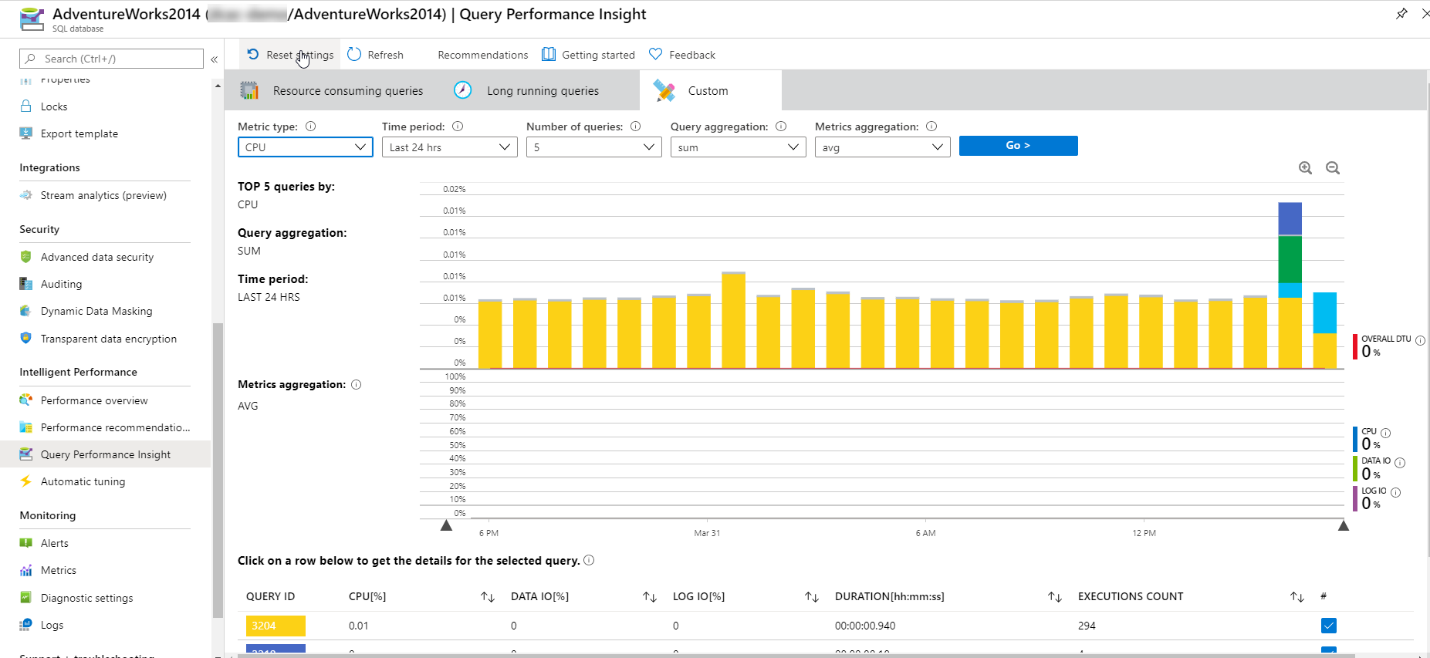 AdventureWorks2014 (/AdventureWorks2014) | Query Performance Insight
SQL database
Search (Ctrl+/)
«
Properties
Locks
Export template
Integrations
Stream analytics (preview)
Security
Advanced data security
Auditing
Dynamic Data Masking
Transparent data encryption
Intelligent Performance
Performance overview
Performance recommendatio...
Query Performance Insight
Automatic tuning
Monitoring
Alerts
Metrics
Diagnostic settings
Logs
Support + troubleshooting
Reset settings Refresh Recommendations Getting started Feedback
Resource consuming queries Long running queries Custom
Metric type: Time period: Number of queries: Query aggregation: Metrics aggregation:
CPU Last 24 hrs 5 sum avg Go >
TOP 5 queries by:
CPU
Query aggregation:
SUM
Time period:
LAST 24 HRS
Metrics aggregation:
AVG
0.02%
0.01%
0.01%
0.01%
0.01%
0.01%
0%
0%
0%
OVERALL DTU
0 %
100%
90%
80%
70%
60%
50%
40%
30%
20%
10%
0%
CPU
0 %
DATA IO
0 %
LOG IO
0 %
6 PM Mar 31 6 AM 12 PM
Click on a row below to get the details for the selected query.
QUERY ID CPU[%] DATA IO[%] LOG IO[%] DURATION[hh:mm:ss] EXECUTIONS COUNT #
3204 0.01 0 0 00:00:00.940 294